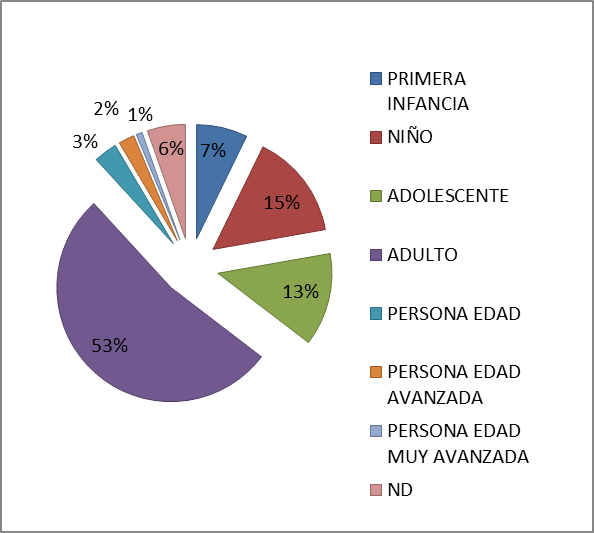 7%
15%
13%
53%
3%
2%
1%
6%
PRIMERA
INFANCIA
NIÑO
ADOLESCENTE
ADULTO
PERSONA EDAD
PERSONA EDAD
AVANZADA
PERSONA EDAD
MUY AVANZADA
ND